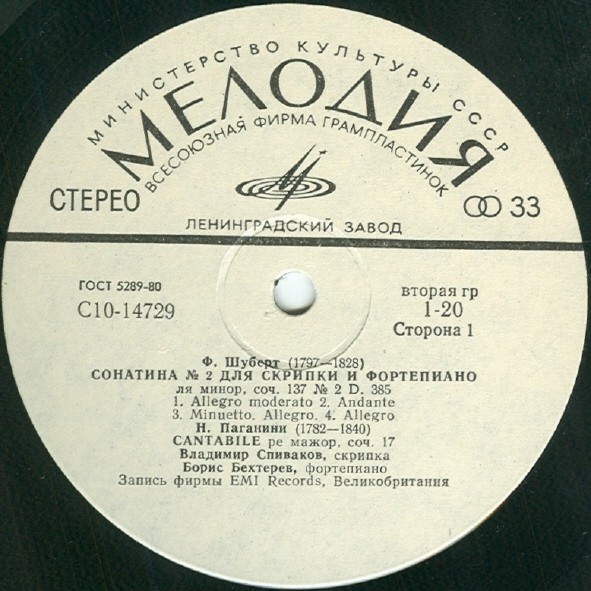 МИНИСТЕРСТВО КУЛЬТУРЫ СССР
МЕЛОДИЯ
ВСЕСОЮЗНАЯ ФИРМА ГРАМПЛАСТИНОК
СТЕРЕО
33
ЛЕНИНГРАДСКИЙ ЗАВОД
ГОСТ 5289-80
С10-14729
вторая гр
1-20
Сторона 1
Ф. Шуберт (1797—1828)
СОНАТИНА № 2 ДЛЯ СКРИПКИ И ФОРТЕПИАНО
ля минор, соч. 137 № 2 D. 385
1. Allegro moderato 2. Andante
3. Minuetto. Allegro. 4. Allegro
Н. Паганини (1782—1840)
CANTABILE ре мажор, соч. 17
Владимир Спиваков, скрипка
Борис Бехтерев, фортепиано
Запись фирмы EMI Records, Великобритания